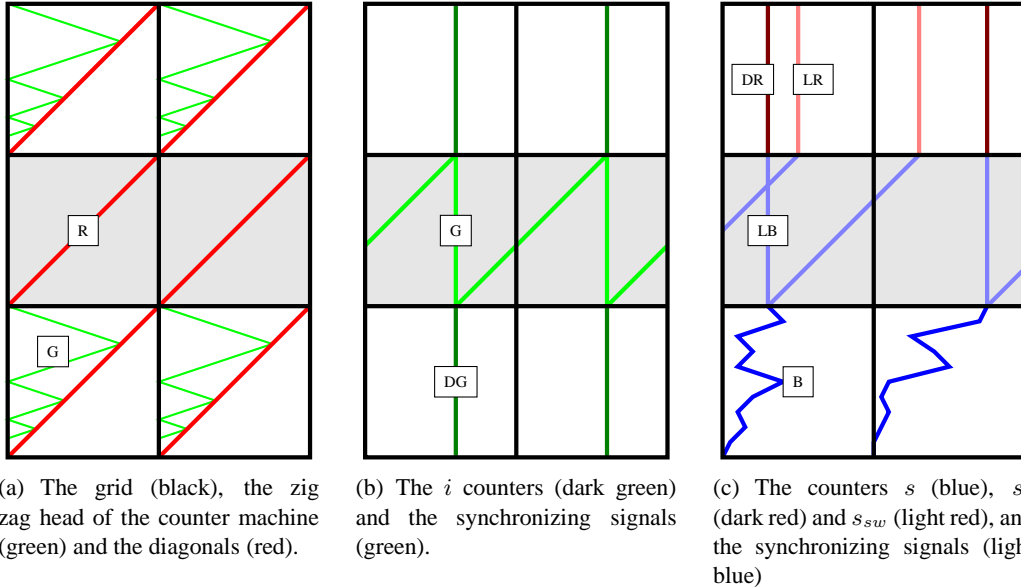 DR
LR
R
G
LB
G
DG
B
(a) The grid (black), the zig
zag head of the counter machine
(green) and the diagonals (red).
(b) The i counters (dark green)
and the synchronizing signals
(green).
(c) The counters s (blue), s
(dark red) and s_sw (light red),
the synchronizing signals
blue)